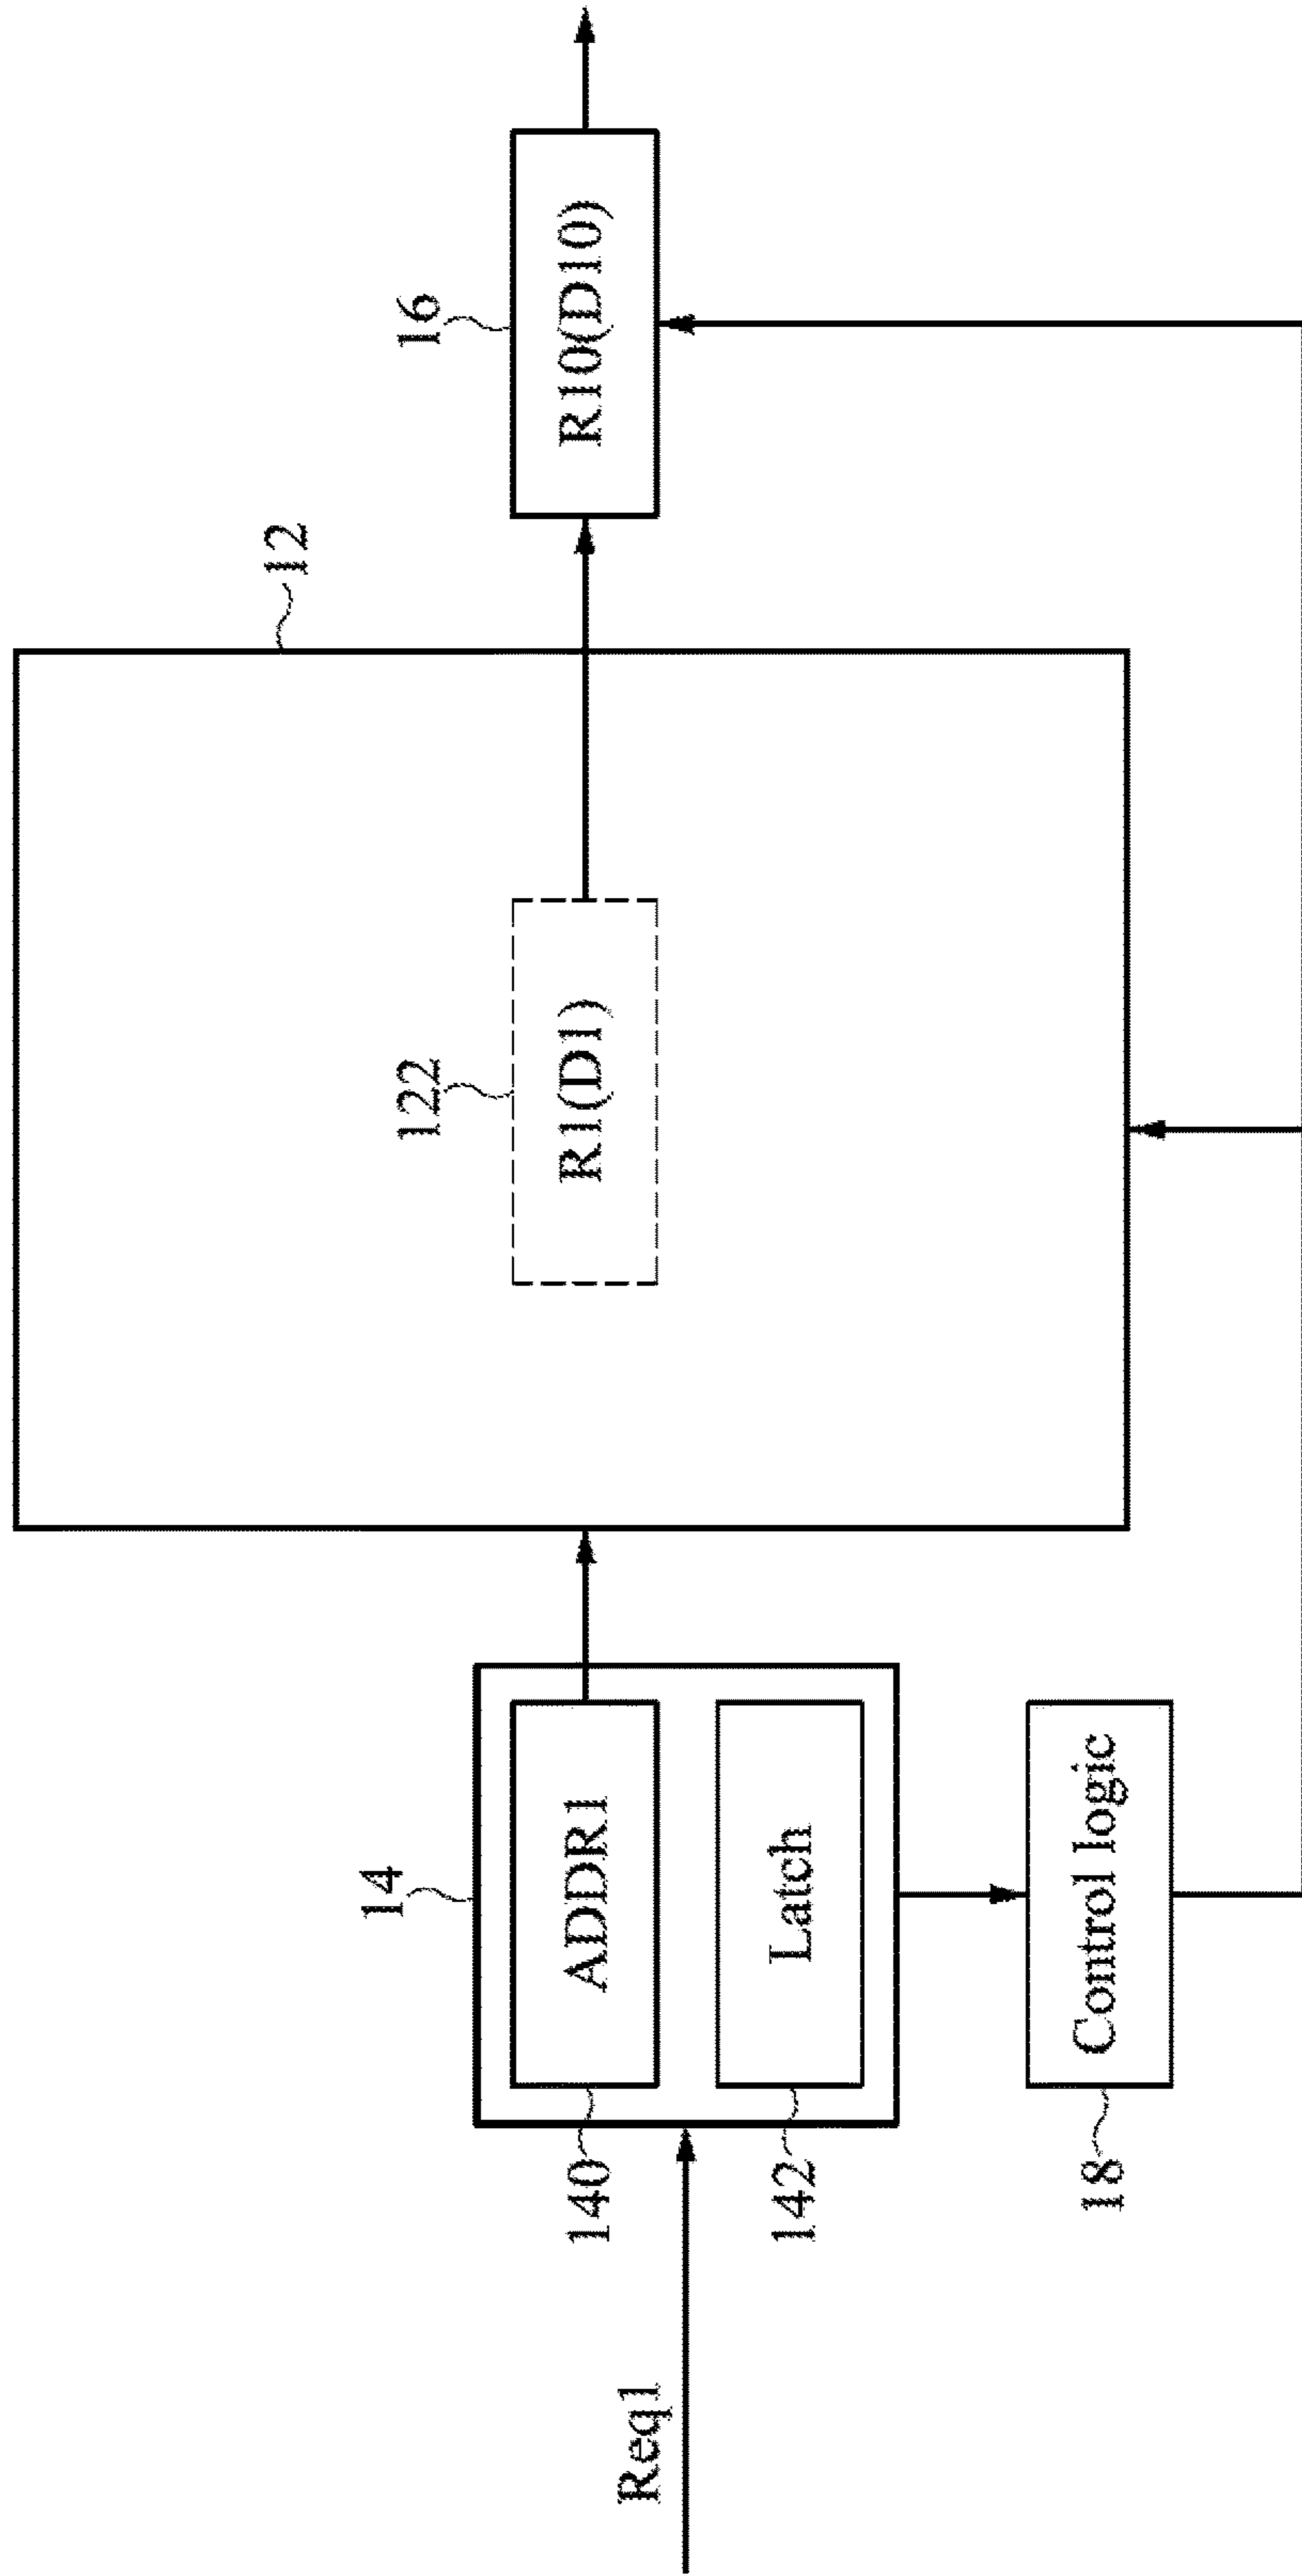 12
16
122
14
R1(D1)
R10(D10)
ADDR1
Req1
140
Latch
142
Control logic
18